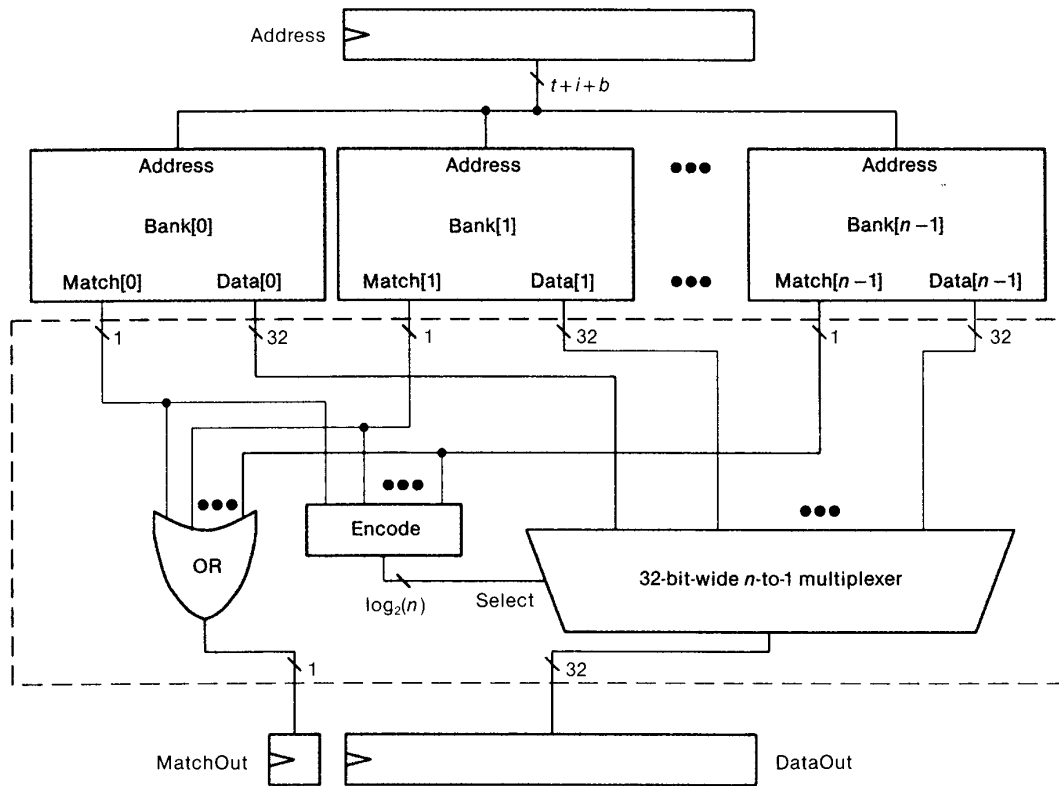 Address
t+i+b
Address Address Address
Bank[0] Bank[1] Bank[n−1]
Match[0] Data[0] Match[1] Data[1] Match[n−1] Data[n−1]
1 32 1 32 1 32
Encode
OR
32-bit-wide n-to-1 multiplexer
log₂(n) Select
1 32
MatchOut DataOut